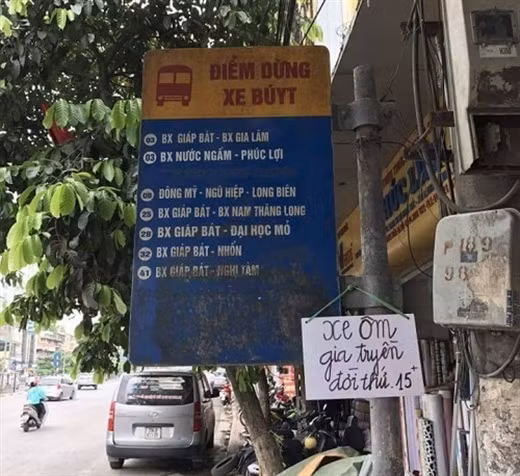 ĐIỂM DỪNG
XE BUÝT
03 BX GIÁP BÁT - BX GIA LÂM
03 BX NƯỚC NGẦM - PHÚC LỢI
08 ĐÔNG MỸ - NGŨ HIỆP - LONG BIÊN
25 BX GIÁP BÁT - BX NAM THĂNG LONG
28 BX GIÁP BÁT - ĐẠI HỌC MỎ
32 BX GIÁP BÁT - NHỔN
41 BX GIÁP BÁT - NGHI TÀM
XE ÔM
gia truyền
đời thứ 15+
P189
98